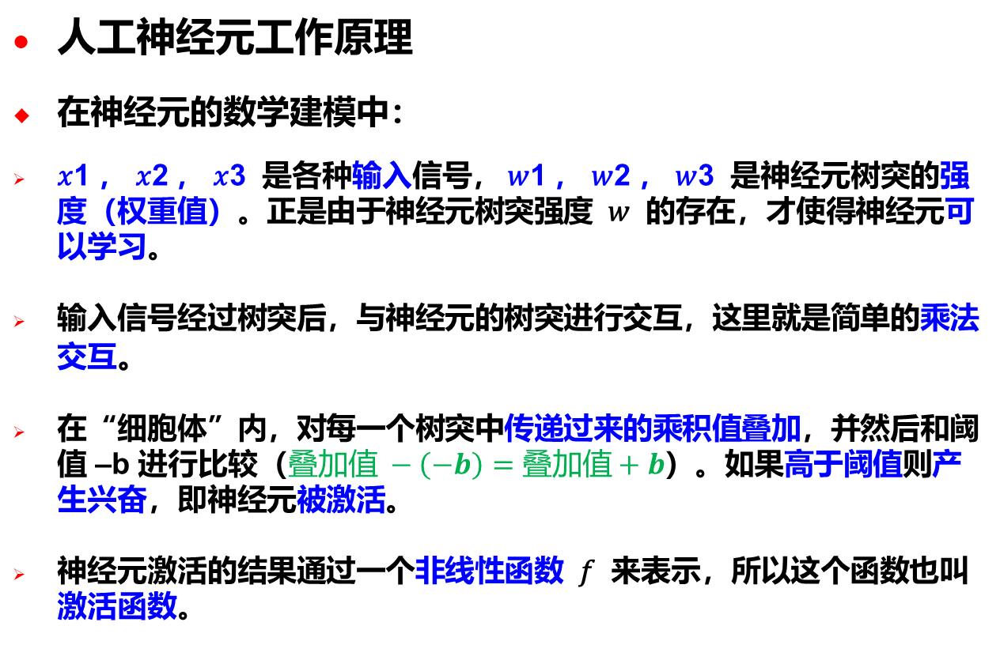 人工神经元工作原理
在神经元的数学建模中：
x1， x2， x3 是各种输入信号， w1， w2， w3 是神经元树突的强
度（权重值）。正是由于神经元树突强度 w 的存在，才使得神经元可
以学习。
输入信号经过树突后，与神经元的树突进行交互，这里就是简单的乘法
交互。
在“细胞体”内，对每一个树突中传递过来的乘积值叠加，并然后和阈
值 –b 进行比较（叠加值 − (−b) = 叠加值 + b）。如果高于阈值则产
生兴奋，即神经元被激活。
神经元激活的结果通过一个非线性函数 f 来表示，所以这个函数也叫
激活函数。